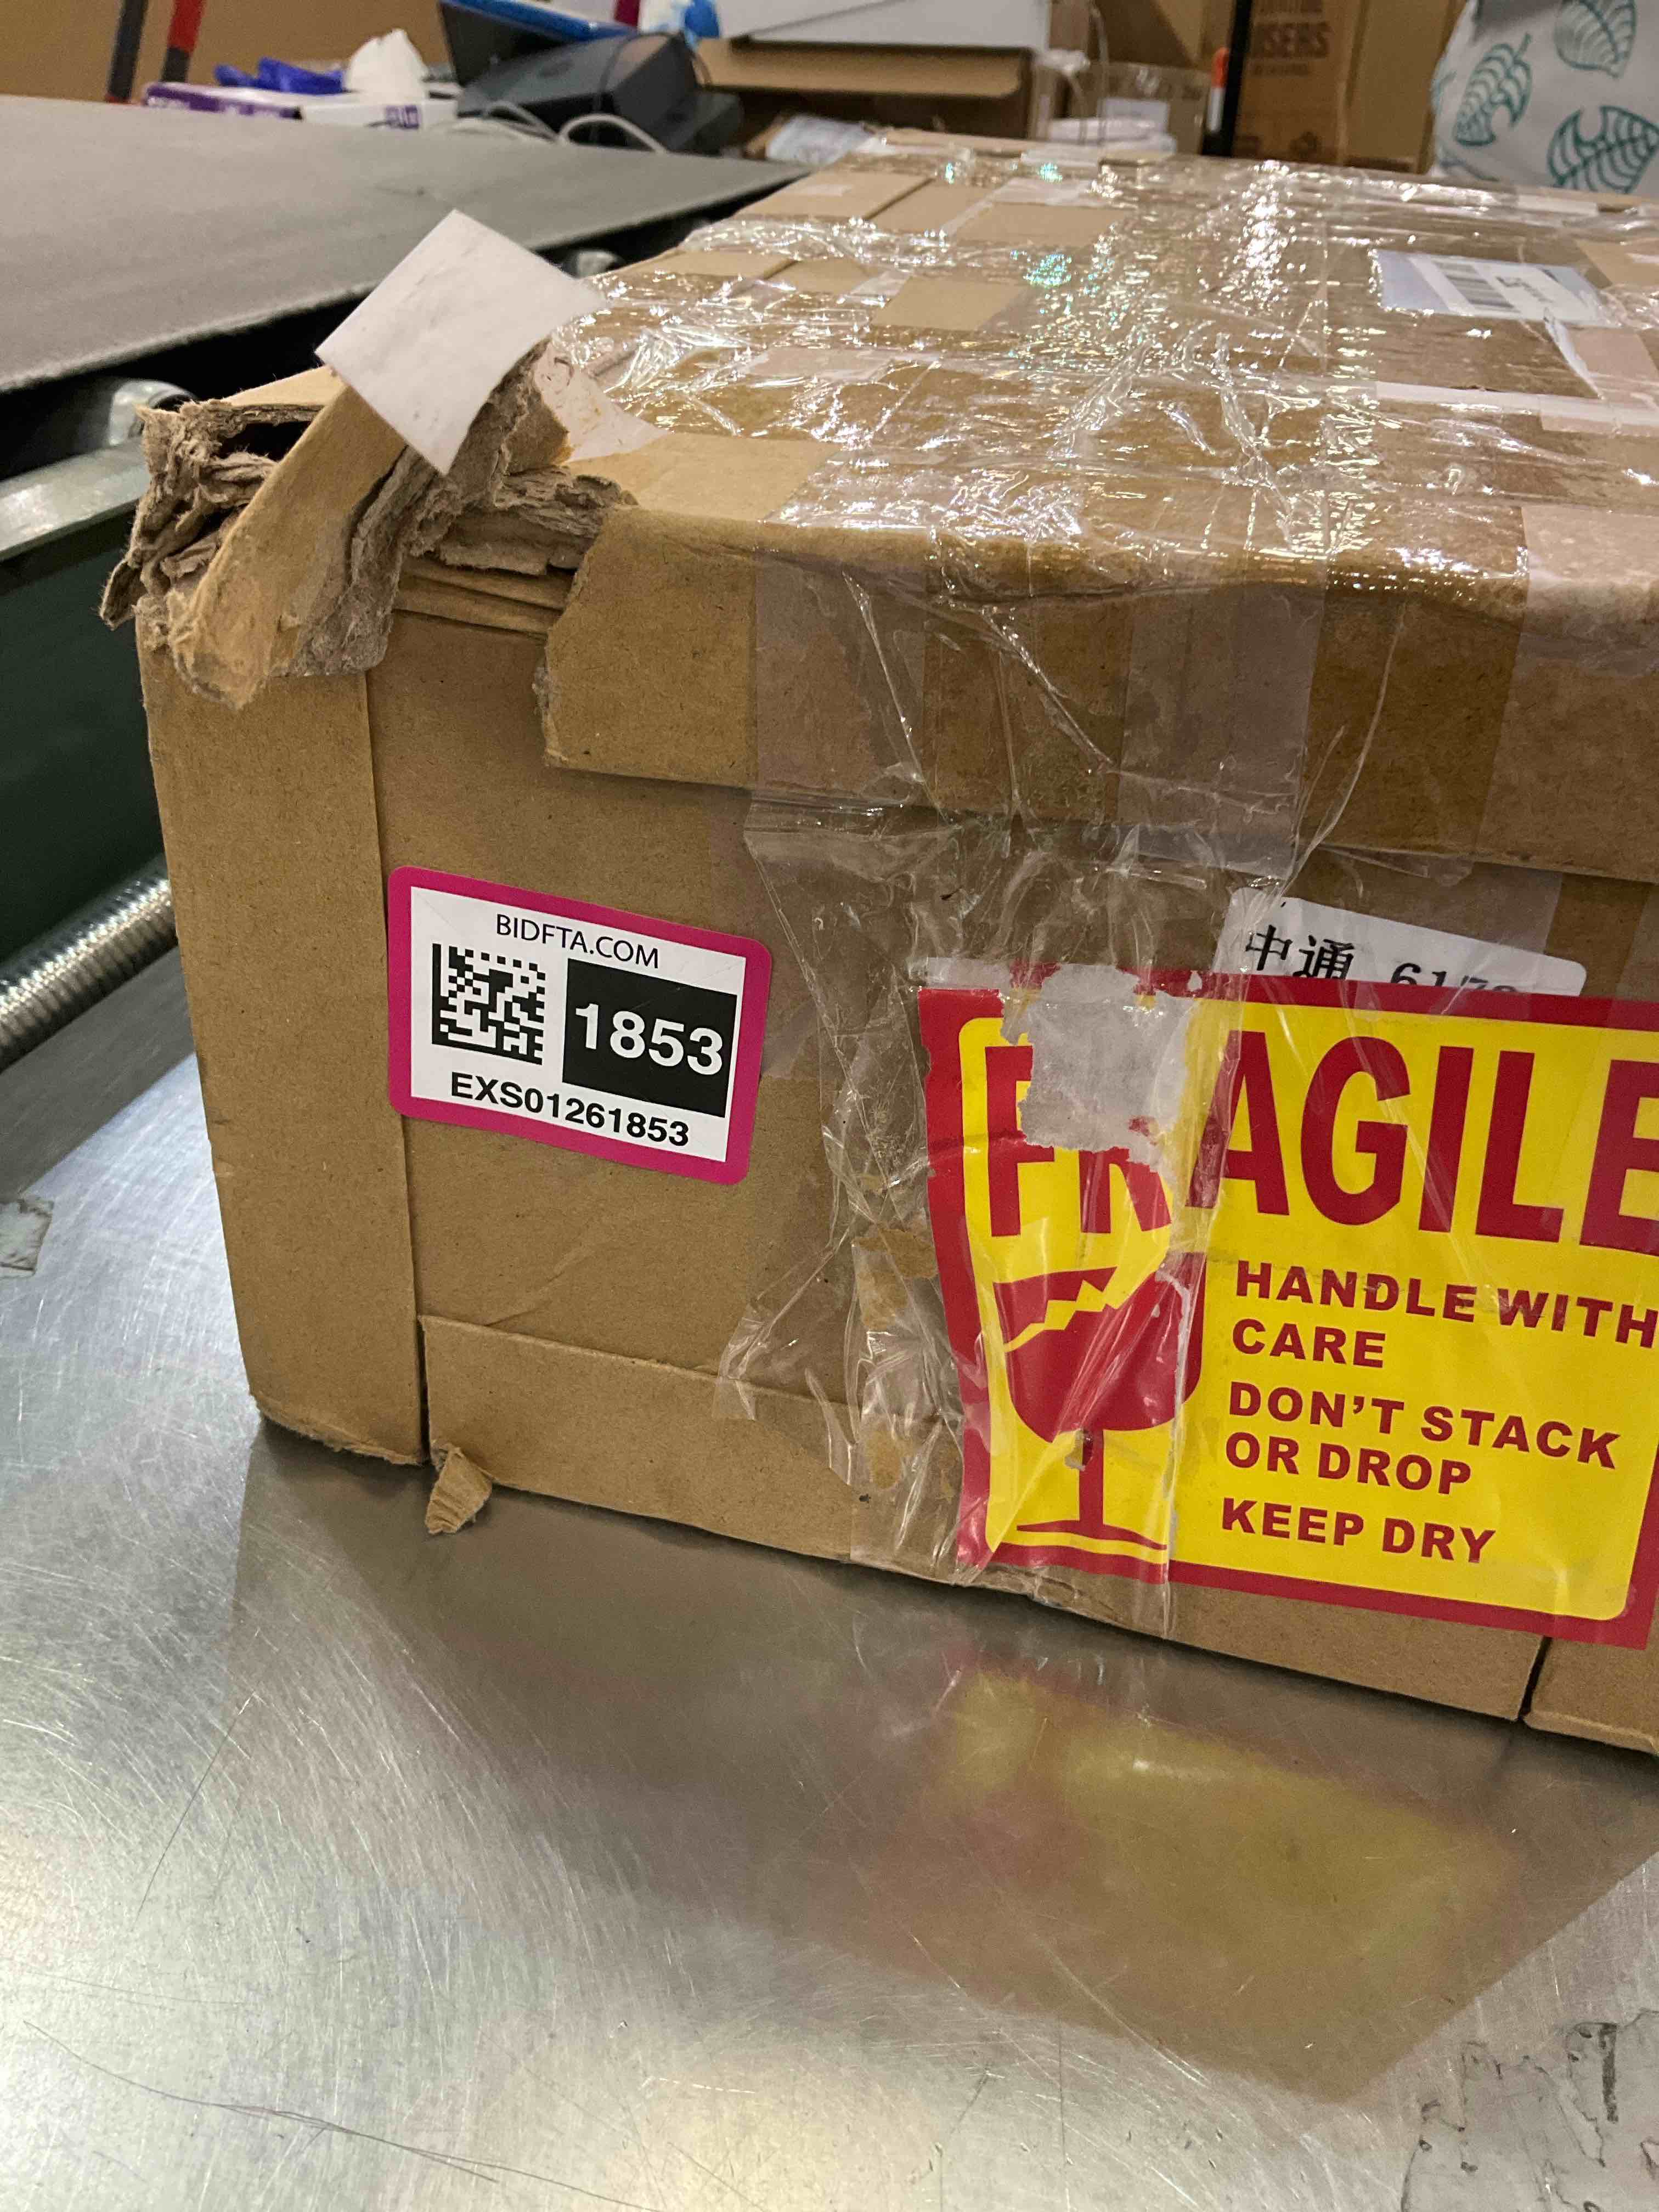 BIDFTA.COM
1853
EXS01261853
中通
FRAGILE
HANDLE WITH
CARE
DON'T STACK
OR DROP
KEEP DRY